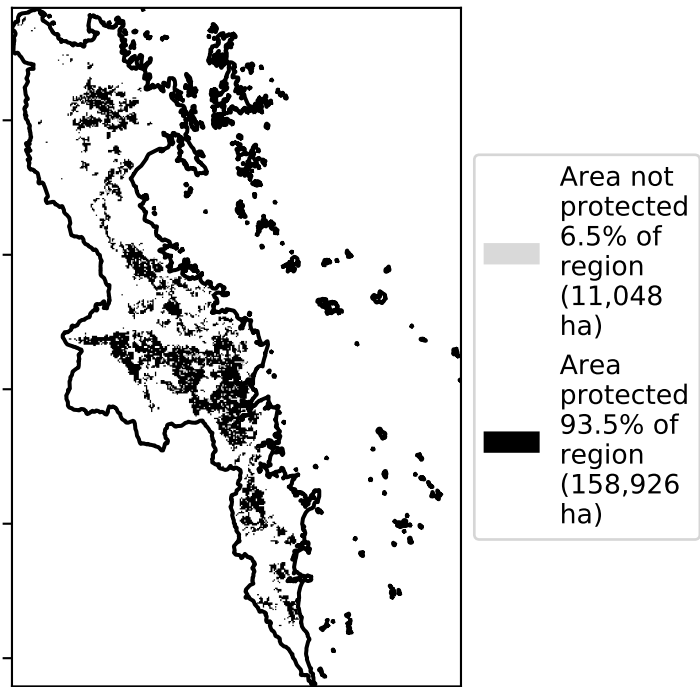 Area not
protected
6.5% of
region
(11,048
ha)
Area
protected
93.5% of
region
(158,926
ha)